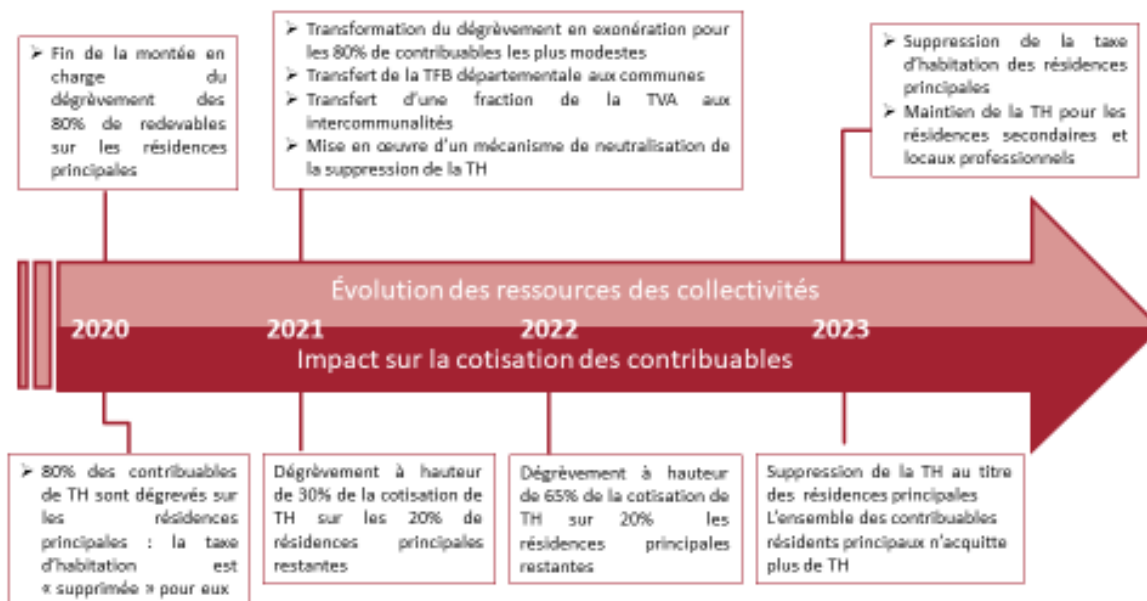 ➢ Fin de la montée en
charge du
dégrèvement des
80% de redevables
sur les résidences
principales
➢ Transformation du dégrèvement en exonération pour
les 80% de contribuables les plus modestes
➢ Transfert de la TFB départementale aux communes
➢ Transfert d'une fraction de la TVA aux
intercommunalités
➢ Mise en œuvre d'un mécanisme de neutralisation de
la suppression de la TH
➢ Suppression de la taxe
d'habitation des résidences
principales
➢ Maintien de la TH pour les
résidences secondaires et
locaux professionnels
Évolution des ressources des collectivités
2020 2021 2022 2023
Impact sur la cotisation des contribuables
➢ 80% des contribuables
de TH sont dégrevés sur
les résidences
principales : la taxe
d'habitation est
« supprimée » pour eux
Dégrèvement à hauteur
de 30% de la cotisation de
TH sur les 20% de
résidences principales
restantes
Dégrèvement à hauteur
de 65% de la cotisation de
TH sur 20% les
résidences principales
restantes
Suppression de la TH au titre
des résidences principales
L'ensemble des contribuables
résidents principaux n'acquitte
plus de TH